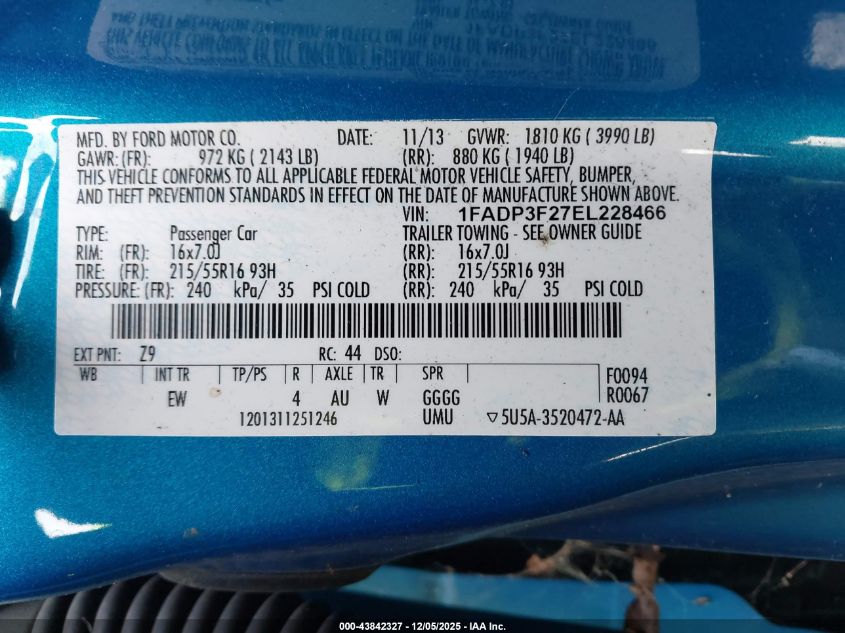 MFD. BY FORD MOTOR CO. DATE: 11/13 GVWR: 1810 KG ( 3990 LB)
GAWR: (FR): 972 KG ( 2143 LB) (RR): 880 KG ( 1940 LB)
THIS VEHICLE CONFORMS TO ALL APPLICABLE FEDERAL MOTOR VEHICLE SAFETY, BUMPER,
AND THEFT PREVENTION STANDARDS IN EFFECT ON THE DATE OF MANUFACTURE SHOWN ABOVE.
VIN: 1FADP3F27EL228466
TYPE: Passenger Car TRAILER TOWING - SEE OWNER GUIDE
RIM: (FR): 16x7.0J (RR): 16x7.0J
TIRE: (FR): 215/55R16 93H (RR): 215/55R16 93H
PRESSURE: (FR): 240 kPa/ 35 PSI COLD (RR): 240 kPa/ 35 PSI COLD
EXT PNT: Z9 RC: 44 DSO:
WB INT TR TP/PS R AXLE TR SPR F0094
EW 4 AU W GGGG R0067
1201311251246 UMU ▽5U5A-3520472-AA
000-43842327 - 12/05/2025 - IAA Inc.